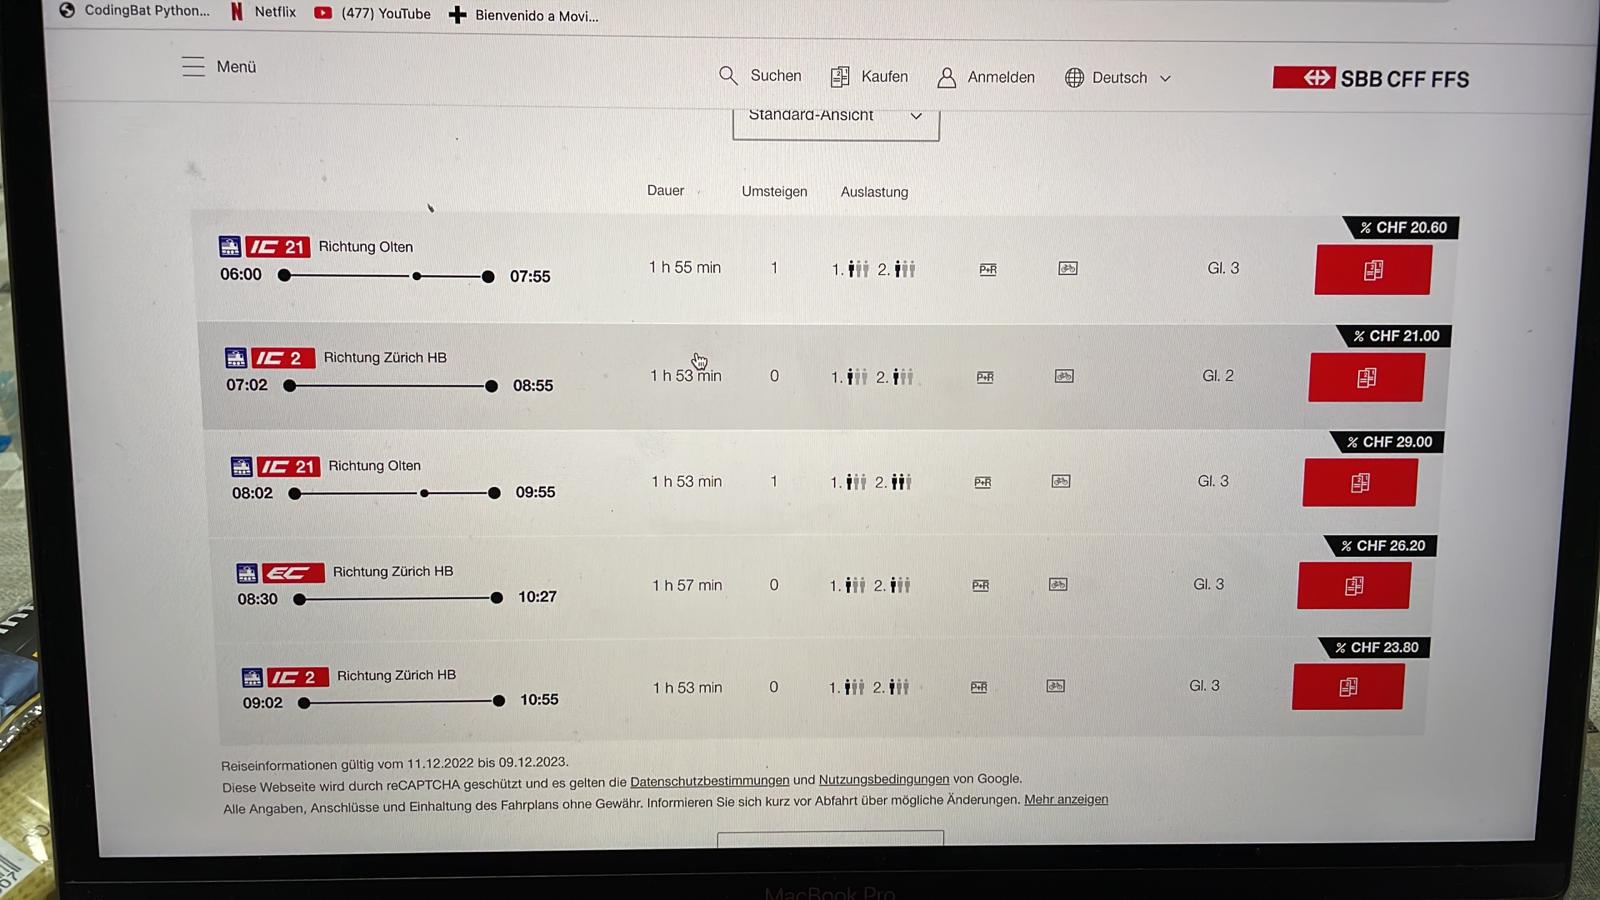 CodingBat Python... Netflix (477) YouTube Bienvenido a Movi...
Menü Suchen Kaufen Anmelden Deutsch SBB CFF FFS
Standard-Ansicht
Dauer Umsteigen Auslastung
% CHF 20.60
IC 21 Richtung Olten
06:00 07:55 1 h 55 min 1 1. 2. P+R Gl. 3
% CHF 21.00
IC 2 Richtung Zürich HB
07:02 08:55 1 h 53 min 0 1. 2. P+R Gl. 2
% CHF 29.00
IC 21 Richtung Olten
08:02 09:55 1 h 53 min 1 1. 2. P+R Gl. 3
% CHF 26.20
EC Richtung Zürich HB
08:30 10:27 1 h 57 min 0 1. 2. P+R Gl. 3
% CHF 23.80
IC 2 Richtung Zürich HB
09:02 10:55 1 h 53 min 0 1. 2. P+R Gl. 3
Reiseinformationen gültig vom 11.12.2022 bis 09.12.2023.
Diese Webseite wird durch reCAPTCHA geschützt und es gelten die Datenschutzbestimmungen und Nutzungsbedingungen von Google.
Alle Angaben, Anschlüsse und Einhaltung des Fahrplans ohne Gewähr. Informieren Sie sich kurz vor Abfahrt über mögliche Änderungen. Mehr anzeigen
MacBook Pro